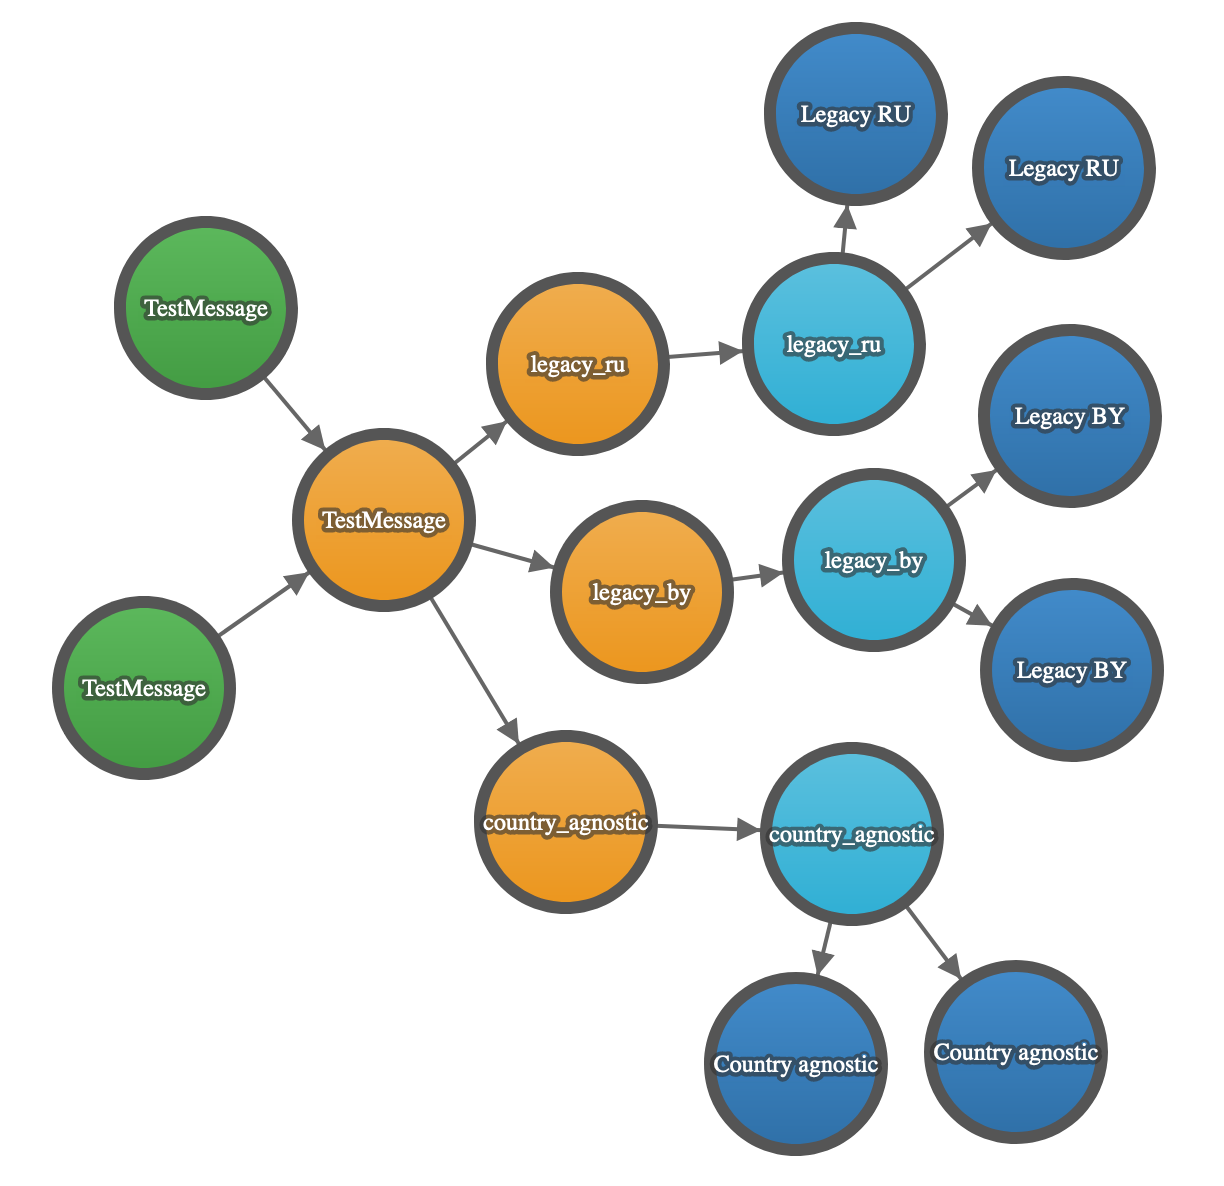 Legacy RU
Legacy RU
TestMessage
legacy_ru
legacy_ru
Legacy BY
TestMessage
legacy_by
legacy_by
Legacy BY
TestMessage
country_agnostic
country_agnostic
Country agnostic
Country agnostic